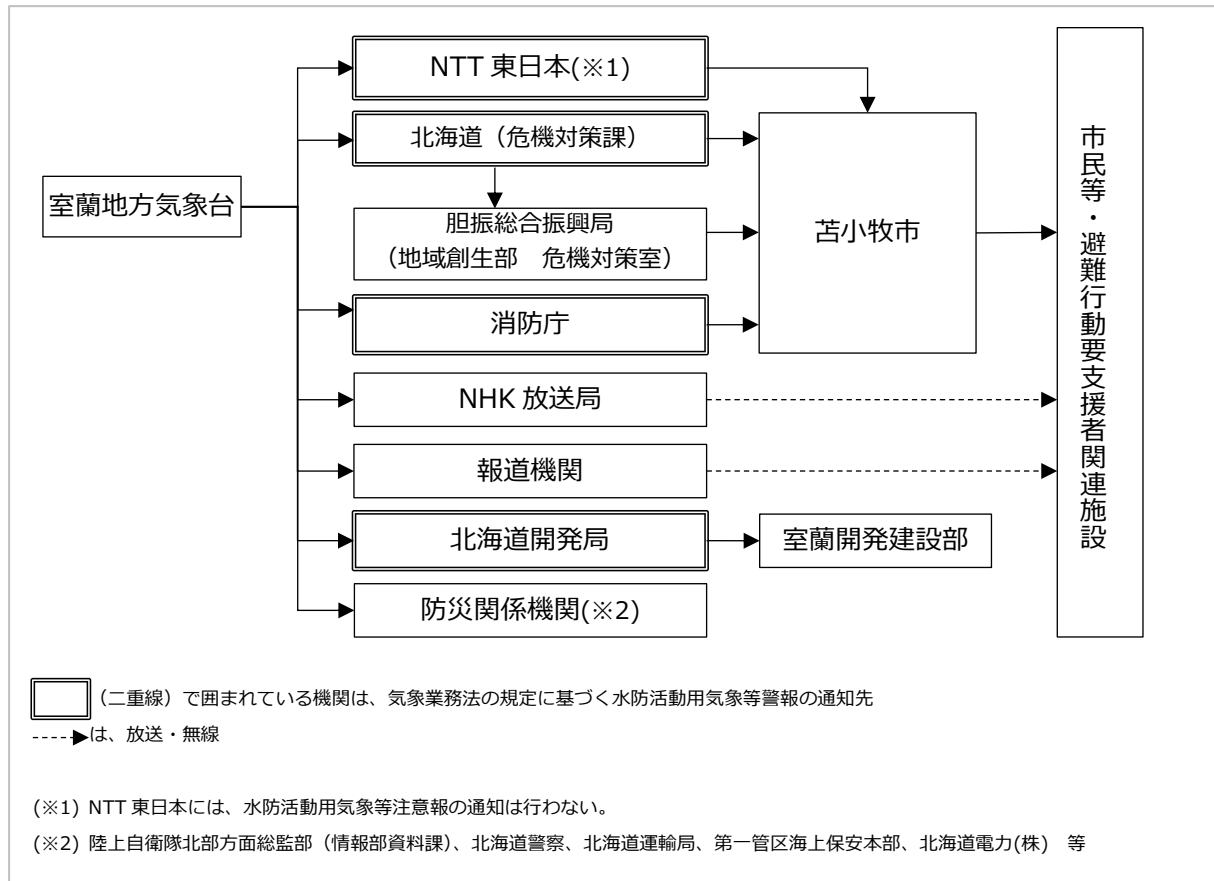 NTT 東日本(※1)
北海道（危機対策課）
室蘭地方気象台
胆振総合振興局
（地域創生部　危機対策室）
苫小牧市
消防庁
NHK 放送局
報道機関
北海道開発局
室蘭開発建設部
防災関係機関(※2)
市民等・避難行動要支援者関連施設
（二重線）で囲まれている機関は、気象業務法の規定に基づく水防活動用気象等警報の通知先
は、放送・無線
(※1) NTT 東日本には、水防活動用気象等注意報の通知は行わない。
(※2) 陸上自衛隊北部方面総監部（情報部資料課）、北海道警察、北海道運輸局、第一管区海上保安本部、北海道電力(株)　等